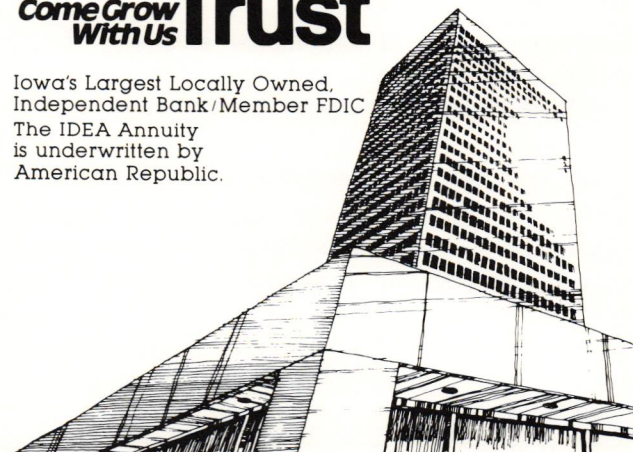 Come Grow
With Us Trust
Iowa's Largest Locally Owned,
Independent Bank/Member FDIC
The IDEA Annuity
is underwritten by
American Republic.